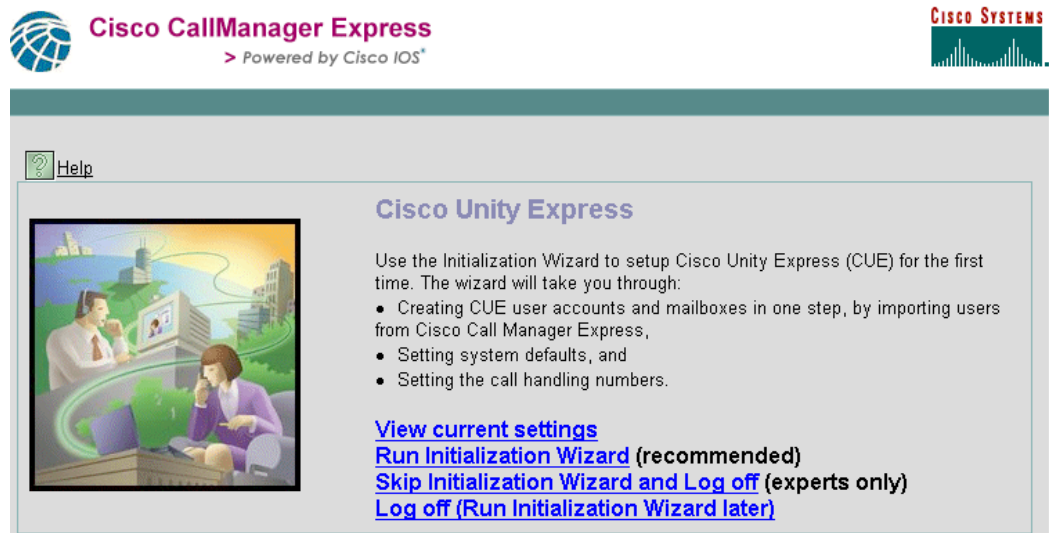 Cisco CallManager Express
CISCO SYSTEMS
> Powered by Cisco IOS®
Help
Cisco Unity Express
Use the Initialization Wizard to setup Cisco Unity Express (CUE) for the first
time. The wizard will take you through:
• Creating CUE user accounts and mailboxes in one step, by importing users
from Cisco Call Manager Express,
• Setting system defaults, and
• Setting the call handling numbers.
View current settings
Run Initialization Wizard (recommended)
Skip Initialization Wizard and Log off (experts only)
Log off (Run Initialization Wizard later)